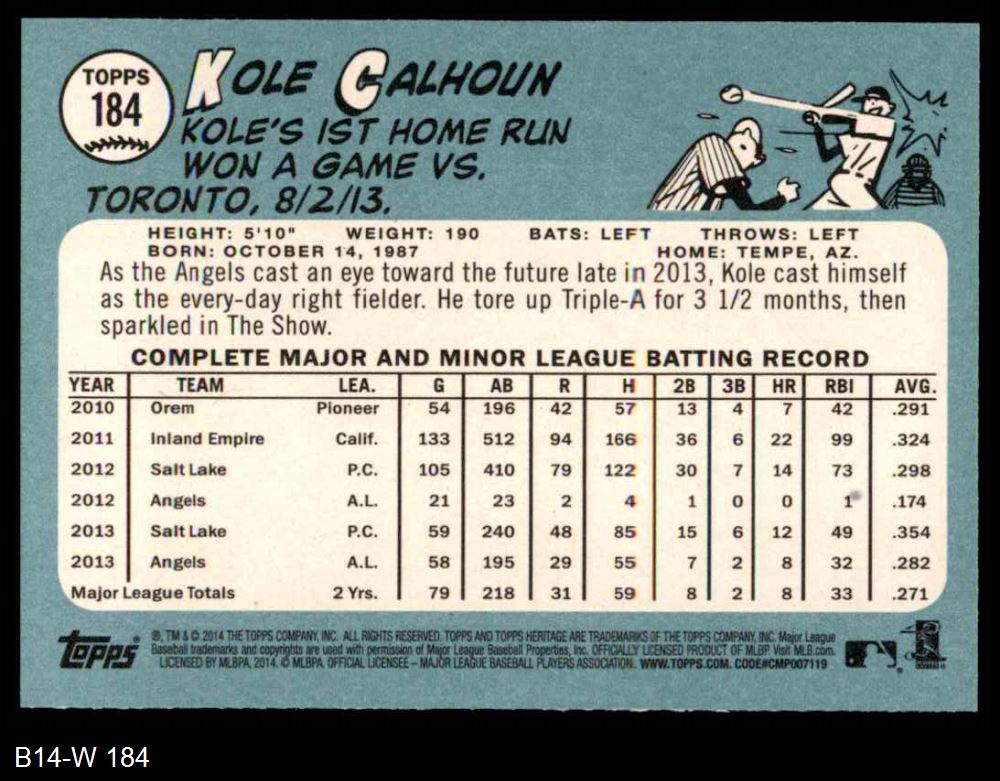 TOPPS
184
KOLE CALHOUN
KOLE'S 1ST HOME RUN
WON A GAME VS.
TORONTO, 8/2/13.
HEIGHT: 5'10" WEIGHT: 190 BATS: LEFT THROWS: LEFT
BORN: OCTOBER 14, 1987 HOME: TEMPE, AZ.
As the Angels cast an eye toward the future late in 2013, Kole cast himself
as the every-day right fielder. He tore up Triple-A for 3 1/2 months, then
sparkled in The Show.
COMPLETE MAJOR AND MINOR LEAGUE BATTING RECORD
YEAR TEAM LEA. G AB R H 2B 3B HR RBI AVG.
2010 Orem Pioneer 54 196 42 57 13 4 7 42 .291
2011 Inland Empire Calif. 133 512 94 166 36 6 22 99 .324
2012 Salt Lake P.C. 105 410 79 122 30 7 14 73 .298
2012 Angels A.L. 21 23 2 4 1 0 0 1 .174
2013 Salt Lake P.C. 59 240 48 85 15 6 12 49 .354
2013 Angels A.L. 58 195 29 55 7 2 8 32 .282
Major League Totals 2 Yrs. 79 218 31 59 8 2 8 33 .271
Topps
®, TM & © 2014 THE TOPPS COMPANY, INC. ALL RIGHTS RESERVED. TOPPS AND TOPPS HERITAGE ARE TRADEMARKS OF THE TOPPS COMPANY, INC. Major League
Baseball trademarks and copyrights are used with permission of Major League Baseball Properties, Inc. OFFICIALLY LICENSED PRODUCT OF MLBP Visit MLB.com.
LICENSED BY MLBPA, 2014. © MLBPA OFFICIAL LICENSEE – MAJOR LEAGUE BASEBALL PLAYERS ASSOCIATION. WWW.TOPPS.COM. CODE#CMP007119
B14-W 184